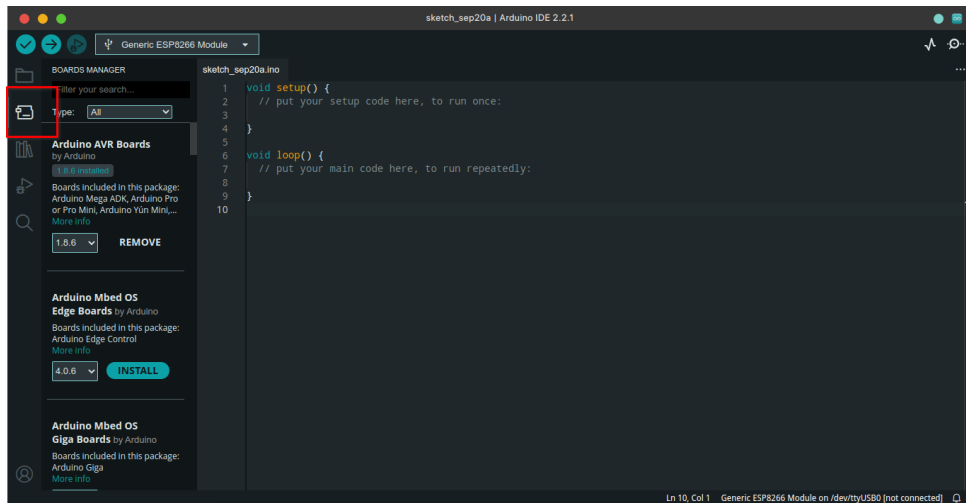 sketch_sep20a | Arduino IDE 2.2.1
Generic ESP8266 Module
BOARDS MANAGER
Filter your search...
Type: All
Arduino AVR Boards
by Arduino
1.8.6 installed
Boards included in this package:
Arduino Mega ADK, Arduino Pro
or Pro Mini, Arduino Yún Mini,...
More info
1.8.6 REMOVE
Arduino Mbed OS
Edge Boards by Arduino
Boards included in this package:
Arduino Edge Control
More info
4.0.6 INSTALL
Arduino Mbed OS
Giga Boards by Arduino
Boards included in this package:
Arduino Giga
More info
sketch_sep20a.ino
1 void setup() {
2 // put your setup code here, to run once:
3
4 }
5
6 void loop() {
7 // put your main code here, to run repeatedly:
8
9 }
10
Ln 10, Col 1 Generic ESP8266 Module on /dev/ttyUSB0 [not connected]